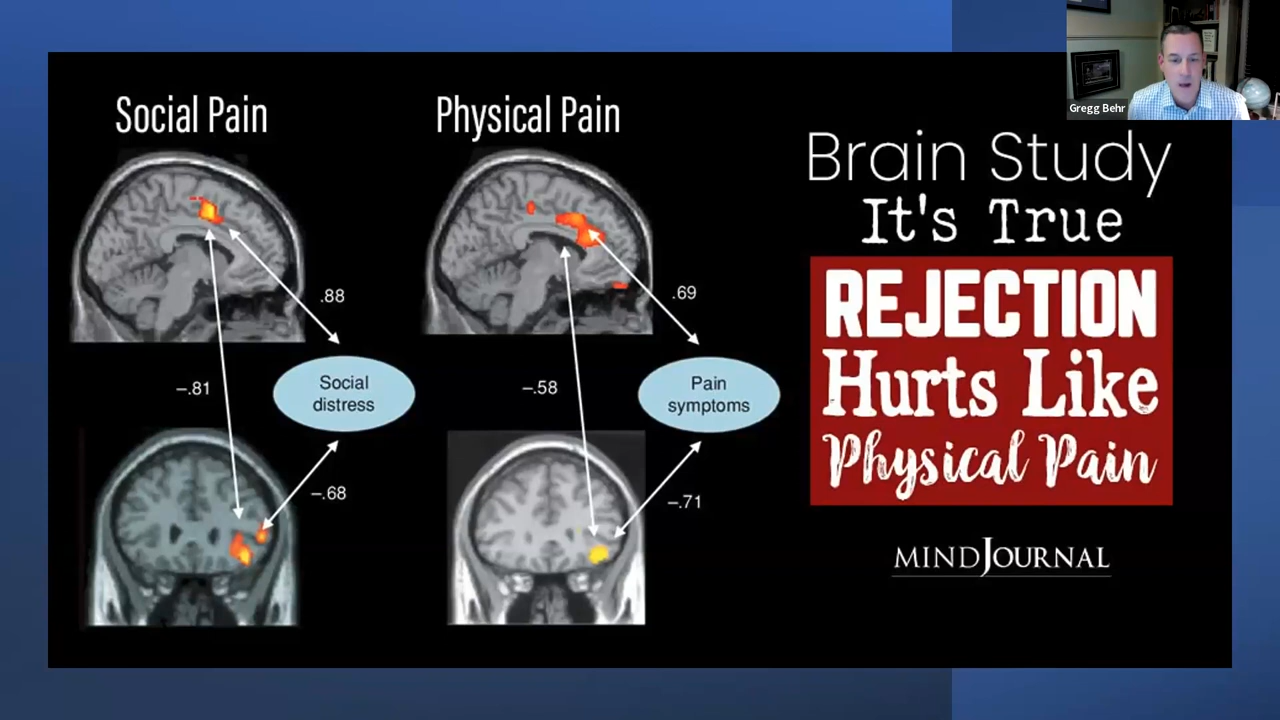 Gregg Behr
Social Pain
Physical Pain
.88
.69
–.81
–.58
Social
distress
Pain
symptoms
–.68
–.71
Brain Study
It's True
REJECTION
Hurts Like
Physical Pain
MINDJOURNAL